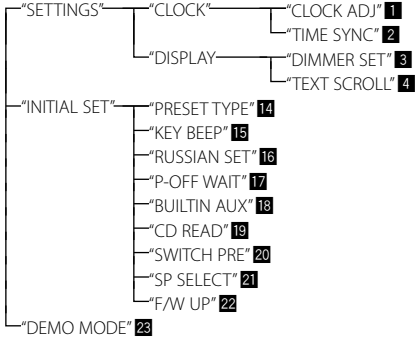 “SETTINGS” “CLOCK” “CLOCK ADJ” 1
“TIME SYNC” 2
“DISPLAY “DIMMER SET” 3
“TEXT SCROLL” 4
“INITIAL SET” “PRESET TYPE” 14
“KEY BEEP” 15
“RUSSIAN SET” 16
“P-OFF WAIT” 17
“BUILTIN AUX” 18
“CD READ” 19
“SWITCH PRE” 20
“SP SELECT” 21
“F/W UP” 22
“DEMO MODE” 23